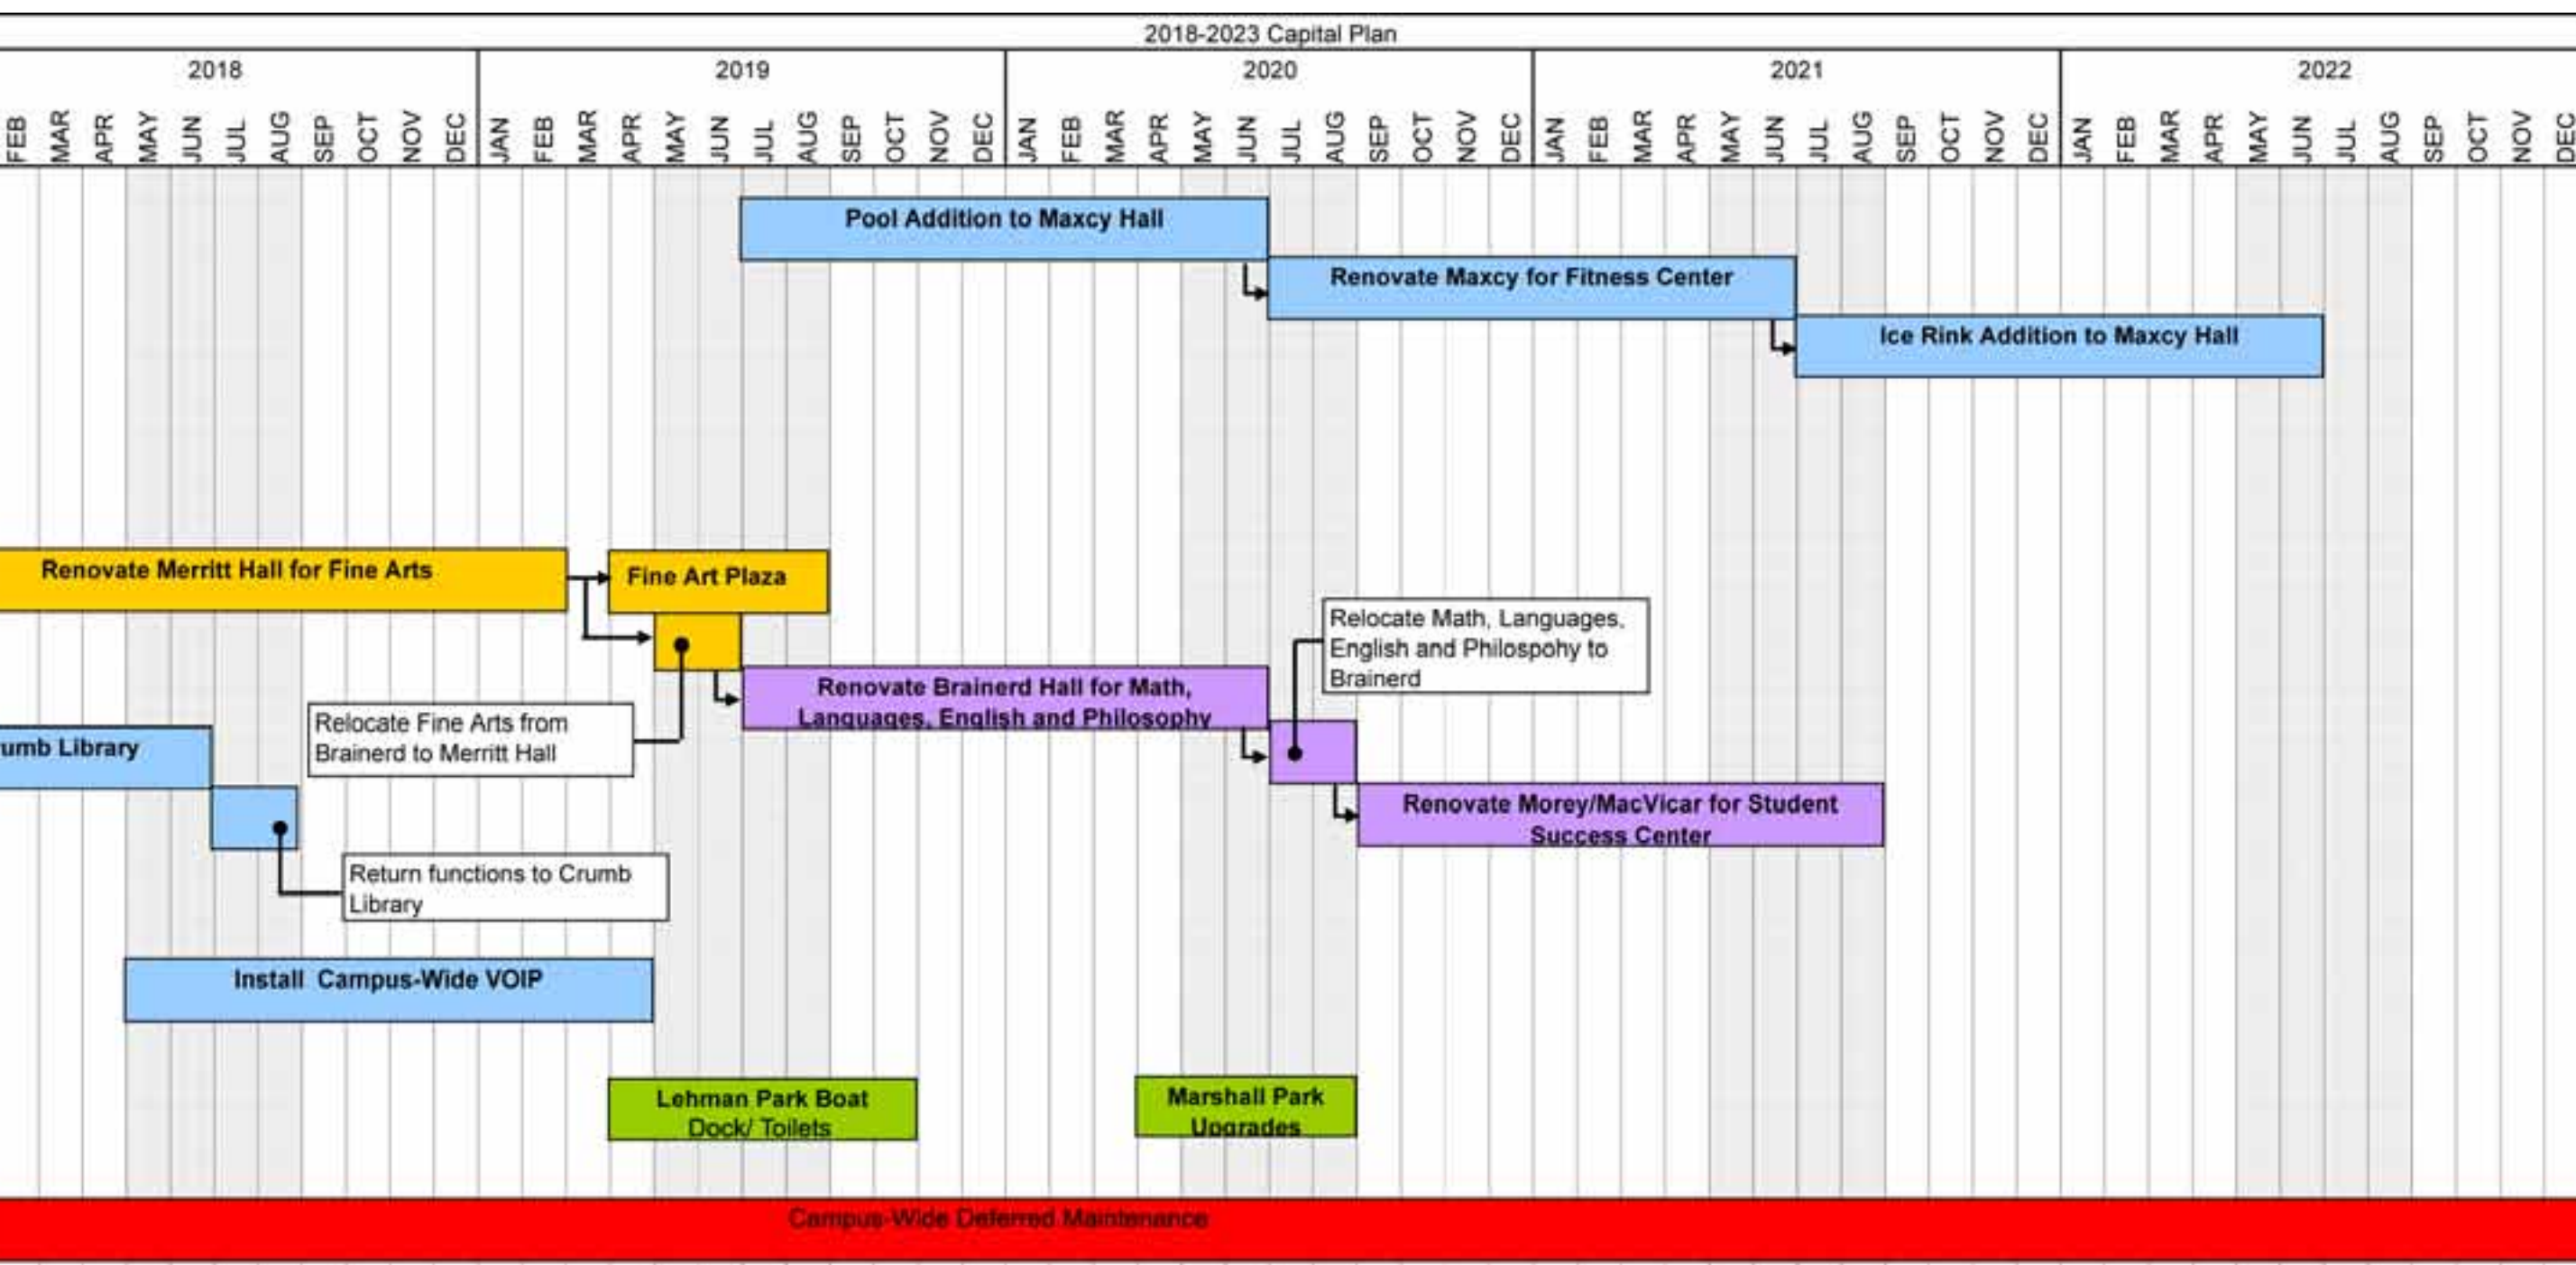 2018-2023 Capital Plan
2018 2019 2020 2021 2022
FEB MAR APR MAY JUN JUL AUG SEP OCT NOV DEC JAN FEB MAR APR MAY JUN JUL AUG SEP OCT NOV DEC JAN FEB MAR APR MAY JUN JUL AUG SEP OCT NOV DEC JAN FEB MAR APR MAY JUN JUL AUG SEP OCT NOV DEC JAN FEB MAR APR MAY JUN JUL AUG SEP OCT NOV DEC
Pool Addition to Maxcy Hall
Renovate Maxcy for Fitness Center
Ice Rink Addition to Maxcy Hall
Renovate Merritt Hall for Fine Arts
Fine Art Plaza
Relocate Math, Languages,
English and Philospohy to
Brainerd
Renovate Brainerd Hall for Math,
Languages, English and Philosophy
Relocate Fine Arts from
Brainerd to Merritt Hall
umb Library
Renovate Morey/MacVicar for Student
Success Center
Return functions to Crumb
Library
Install Campus-Wide VOIP
Lehman Park Boat
Dock/ Toilets
Marshall Park
Upgrades
Campus-Wide Deferred Maintenance